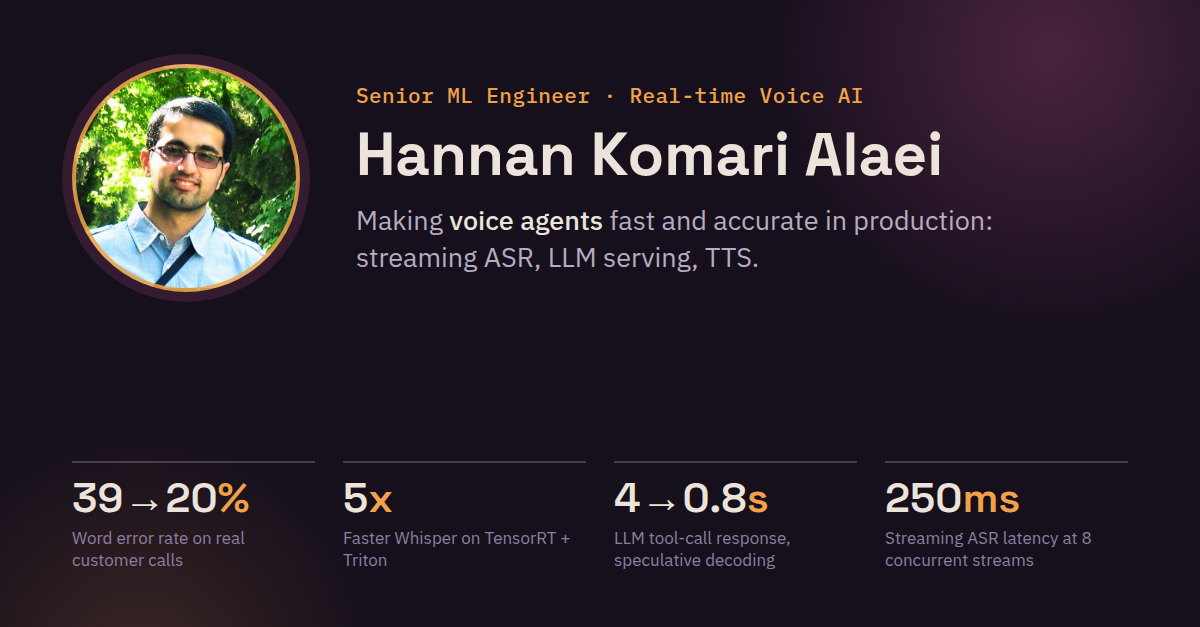 Senior ML Engineer · Real-time Voice AI
Hannan Komari Alaei
Making voice agents fast and accurate in production:
streaming ASR, LLM serving, TTS.
39→20%
Word error rate on real
customer calls
5x
Faster Whisper on TensorRT +
Triton
4→0.8s
LLM tool-call response,
speculative decoding
250ms
Streaming ASR latency at 8
concurrent streams